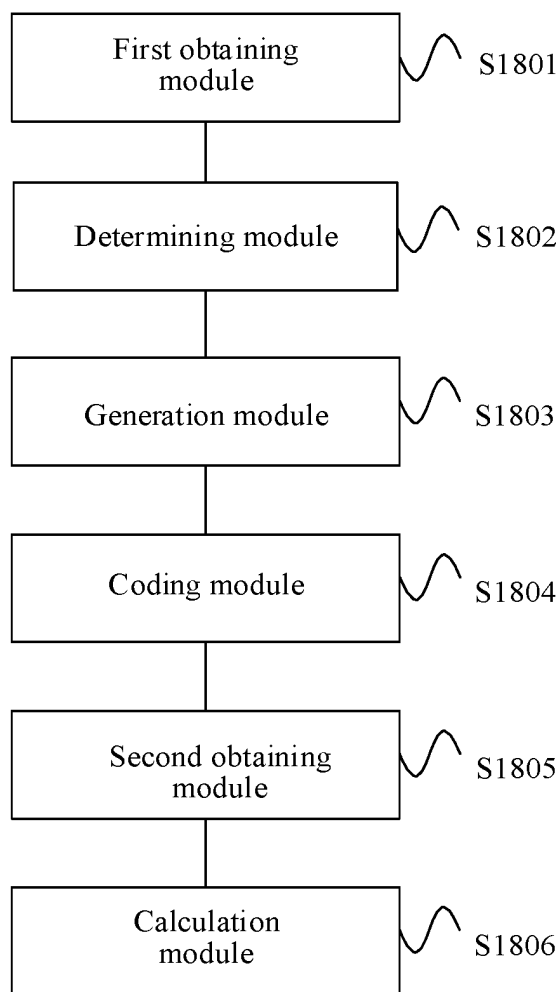 First obtaining
module
S1801
Determining module
S1802
Generation module
S1803
Coding module
S1804
Second obtaining
module
S1805
Calculation
module
S1806